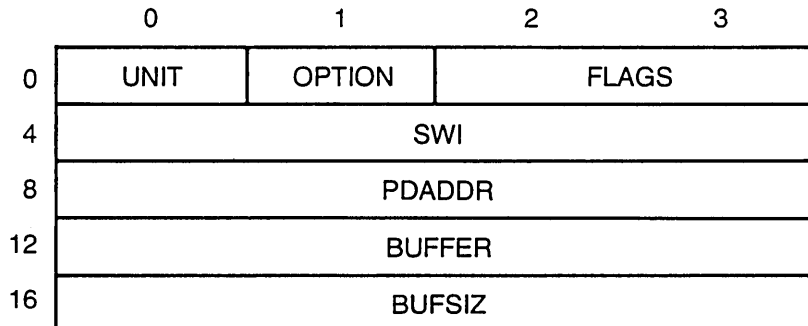 0 1 2 3
0 UNIT OPTION FLAGS
4 SWI
8 PDADDR
12 BUFFER
16 BUFSIZ